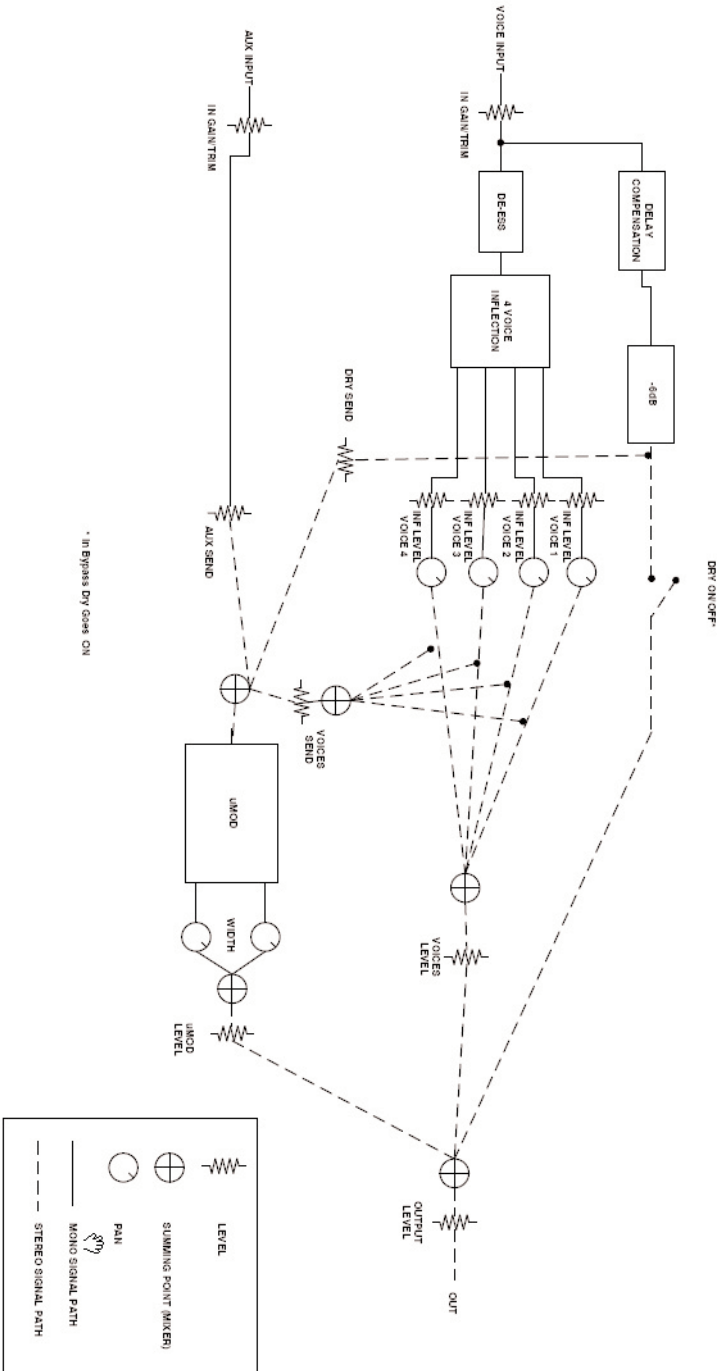 VOICE INPUT
IN GAIN/TRIM
DELAY
COMPENSATION
-6dB
DRY ON/OFF*
DE-ESS
4 VOICE
INFLECTION
INF LEVEL
VOICE 1
INF LEVEL
VOICE 2
INF LEVEL
VOICE 3
INF LEVEL
VOICE 4
DRY SEND
VOICES
SEND
VOICES
LEVEL
OUTPUT
LEVEL
OUT
AUX INPUT
IN GAIN/TRIM
AUX SEND
uMOD
WIDTH
uMOD
LEVEL
* In Bypass Dry Goes ON
LEVEL
SUMMING POINT (MIXER)
PAN
MONO SIGNAL PATH
STEREO SIGNAL PATH